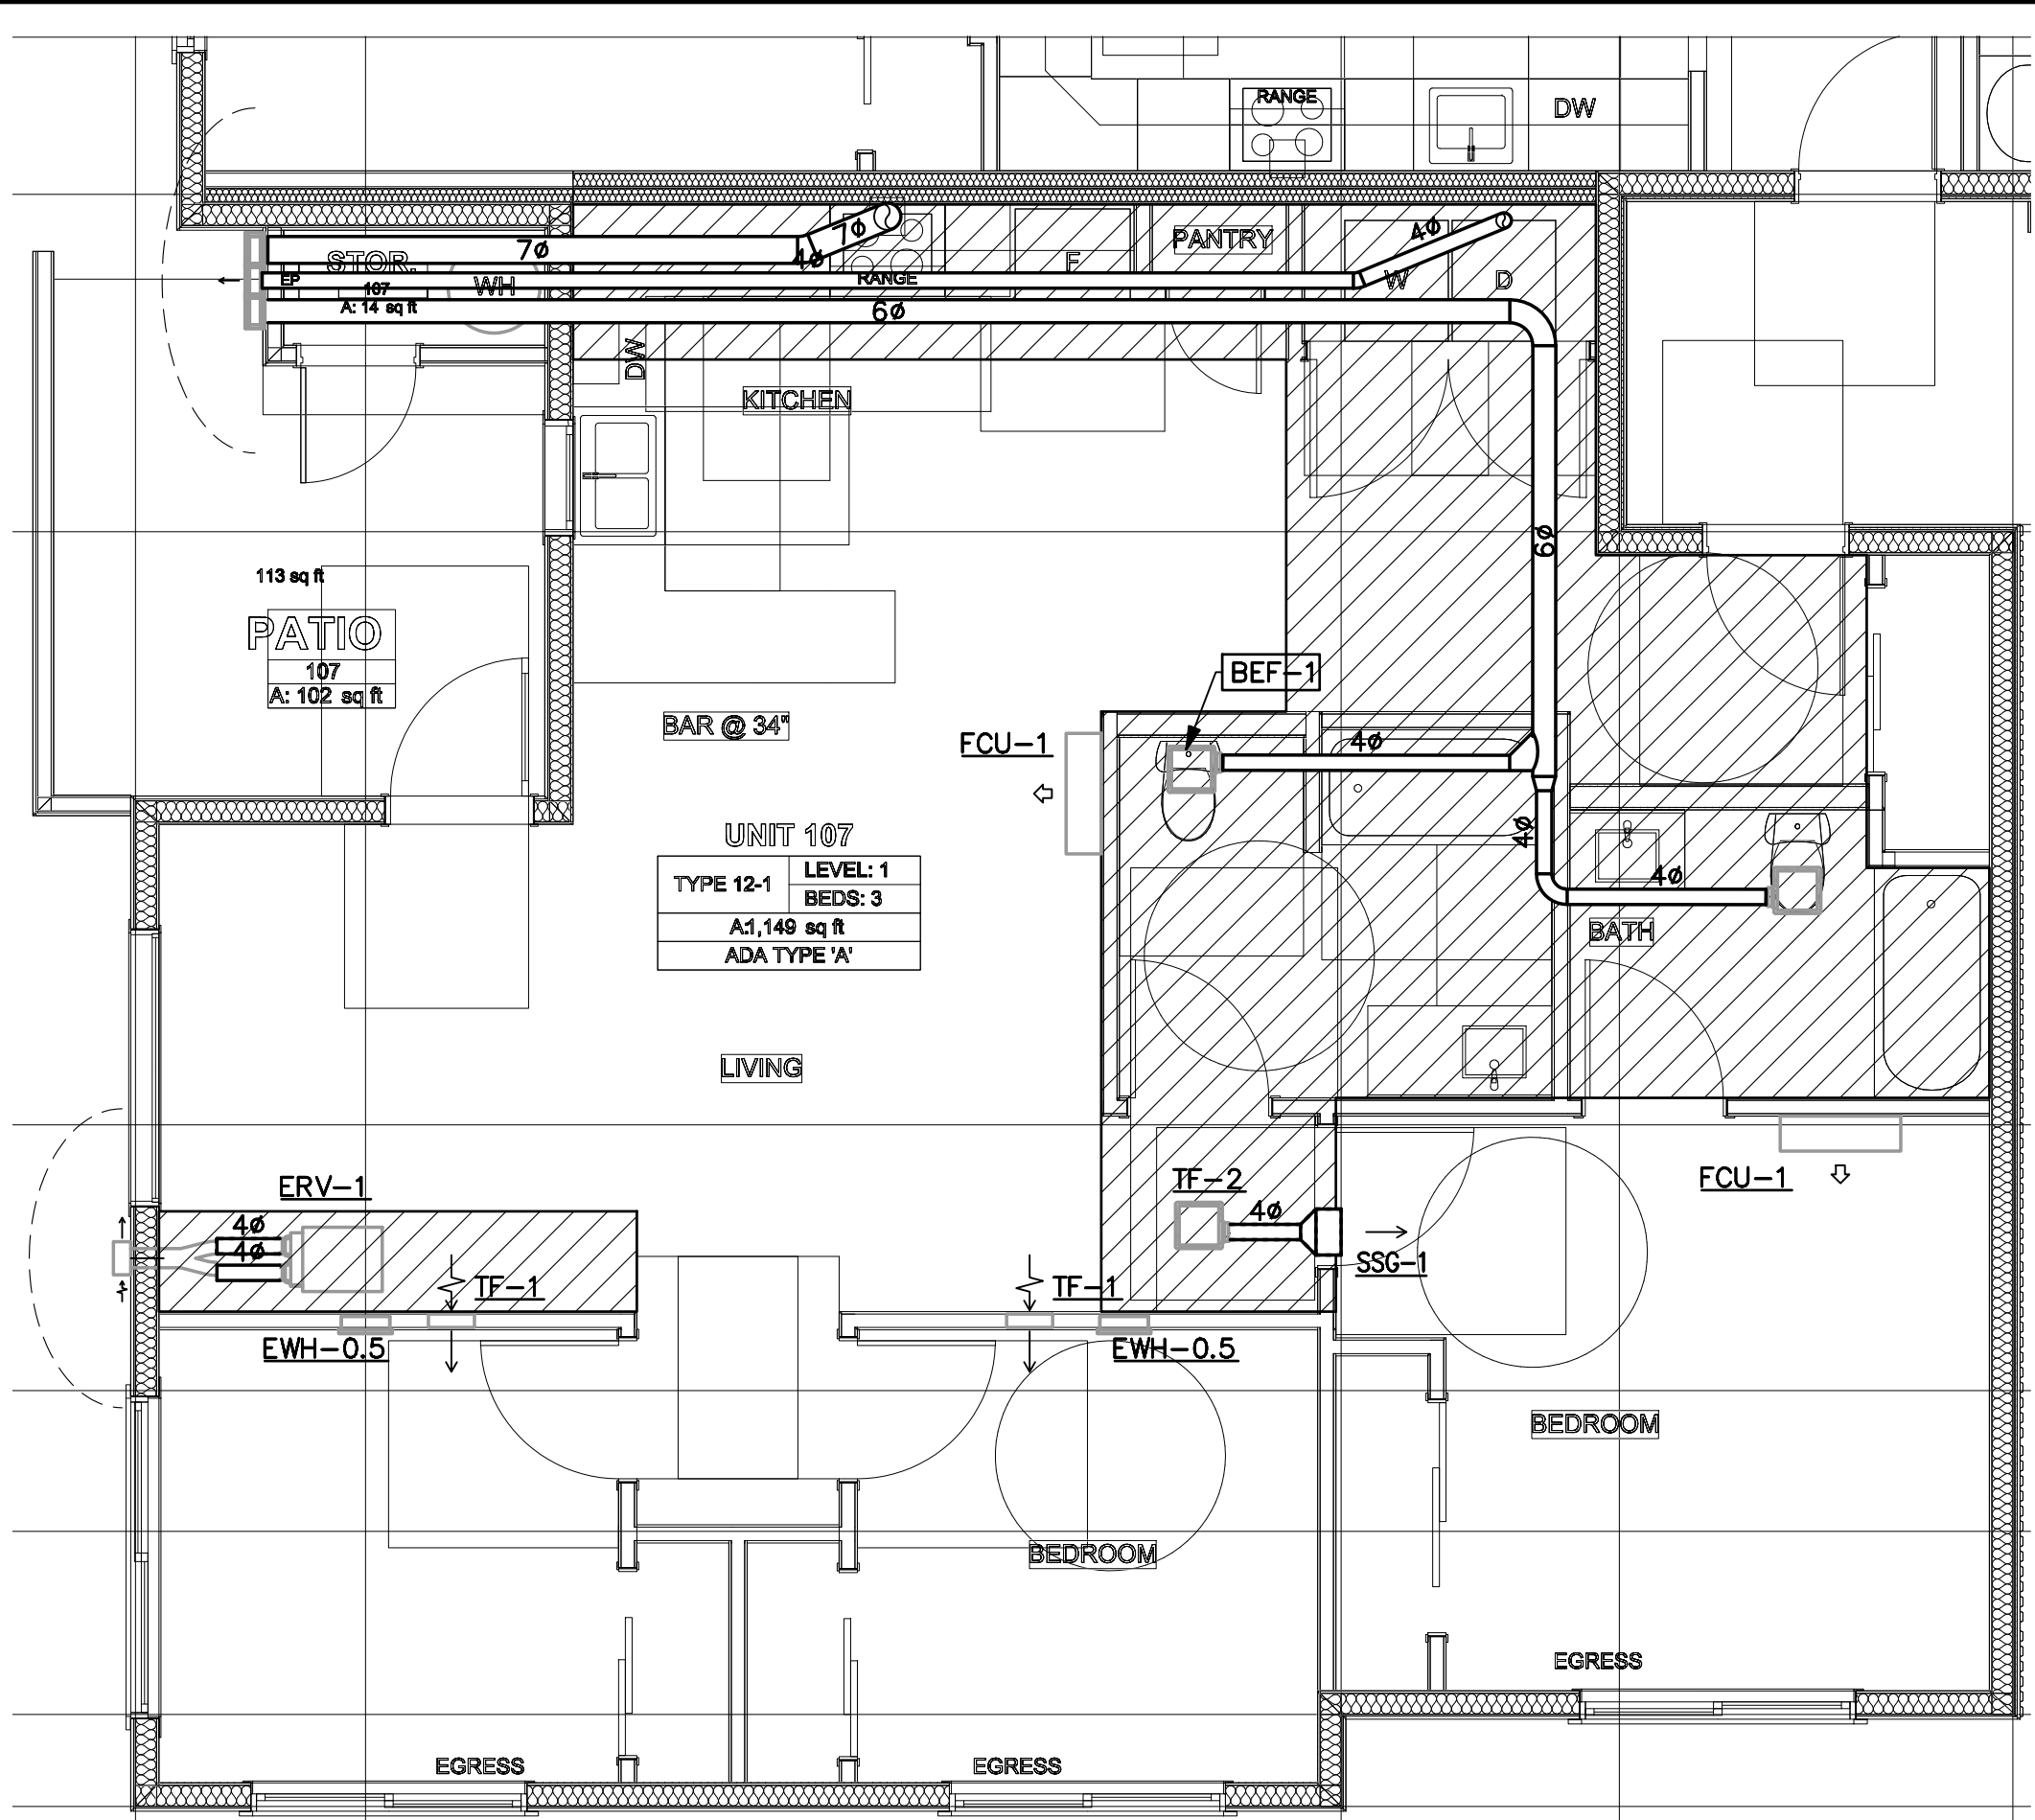 RANGE
DW
7ø
7ø
4ø
4ø
PANTRY
STOR.
107
A: 14 sq ft
EP
WH
RANGE
F
W
D
6ø
DW
KITCHEN
6ø
113 sq ft
PATIO
107
A: 102 sq ft
BEF-1
BAR @ 34"
FCU-1
4ø
4ø
4ø
UNIT 107
TYPE 12-1
LEVEL: 1
BEDS: 3
A:1,149 sq ft
ADA TYPE 'A'
BATH
LIVING
ERV-1
4ø
4ø
TF-2
4ø
FCU-1
SSG-1
TF-1
TF-1
EWH-0.5
EWH-0.5
BEDROOM
BEDROOM
EGRESS
EGRESS
EGRESS